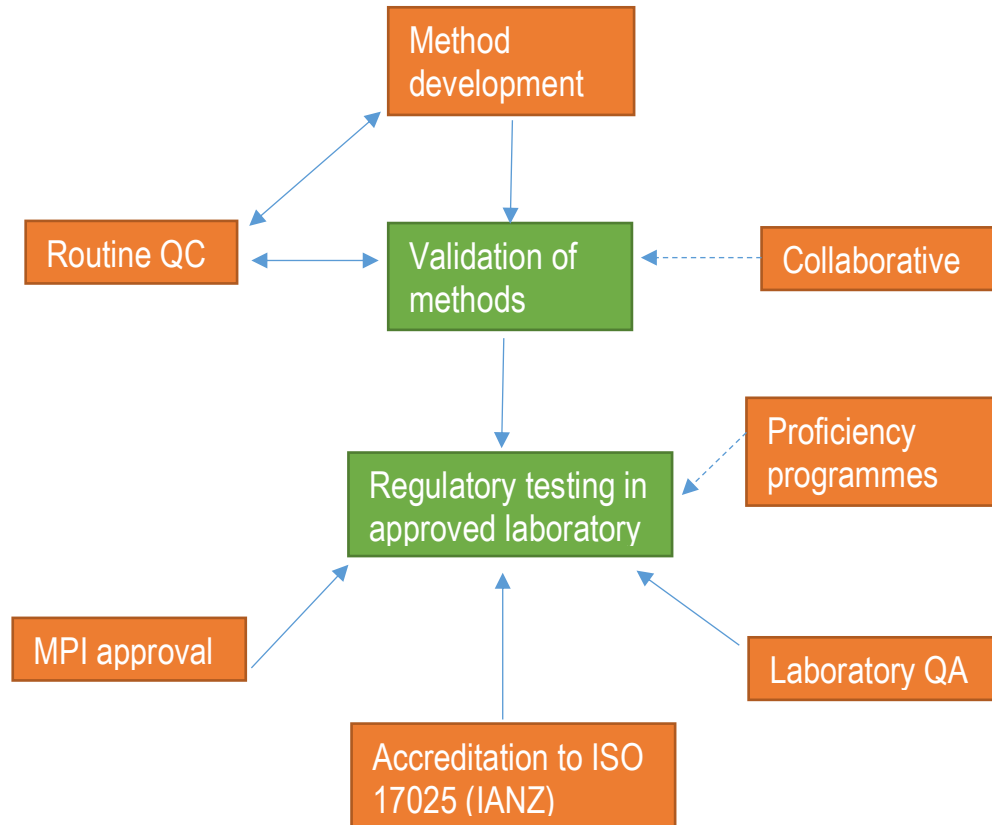 Method
development
Routine QC
Validation of
methods
Collaborative
Proficiency
programmes
Regulatory testing in
approved laboratory
MPI approval
Laboratory QA
Accreditation to ISO
17025 (IANZ)